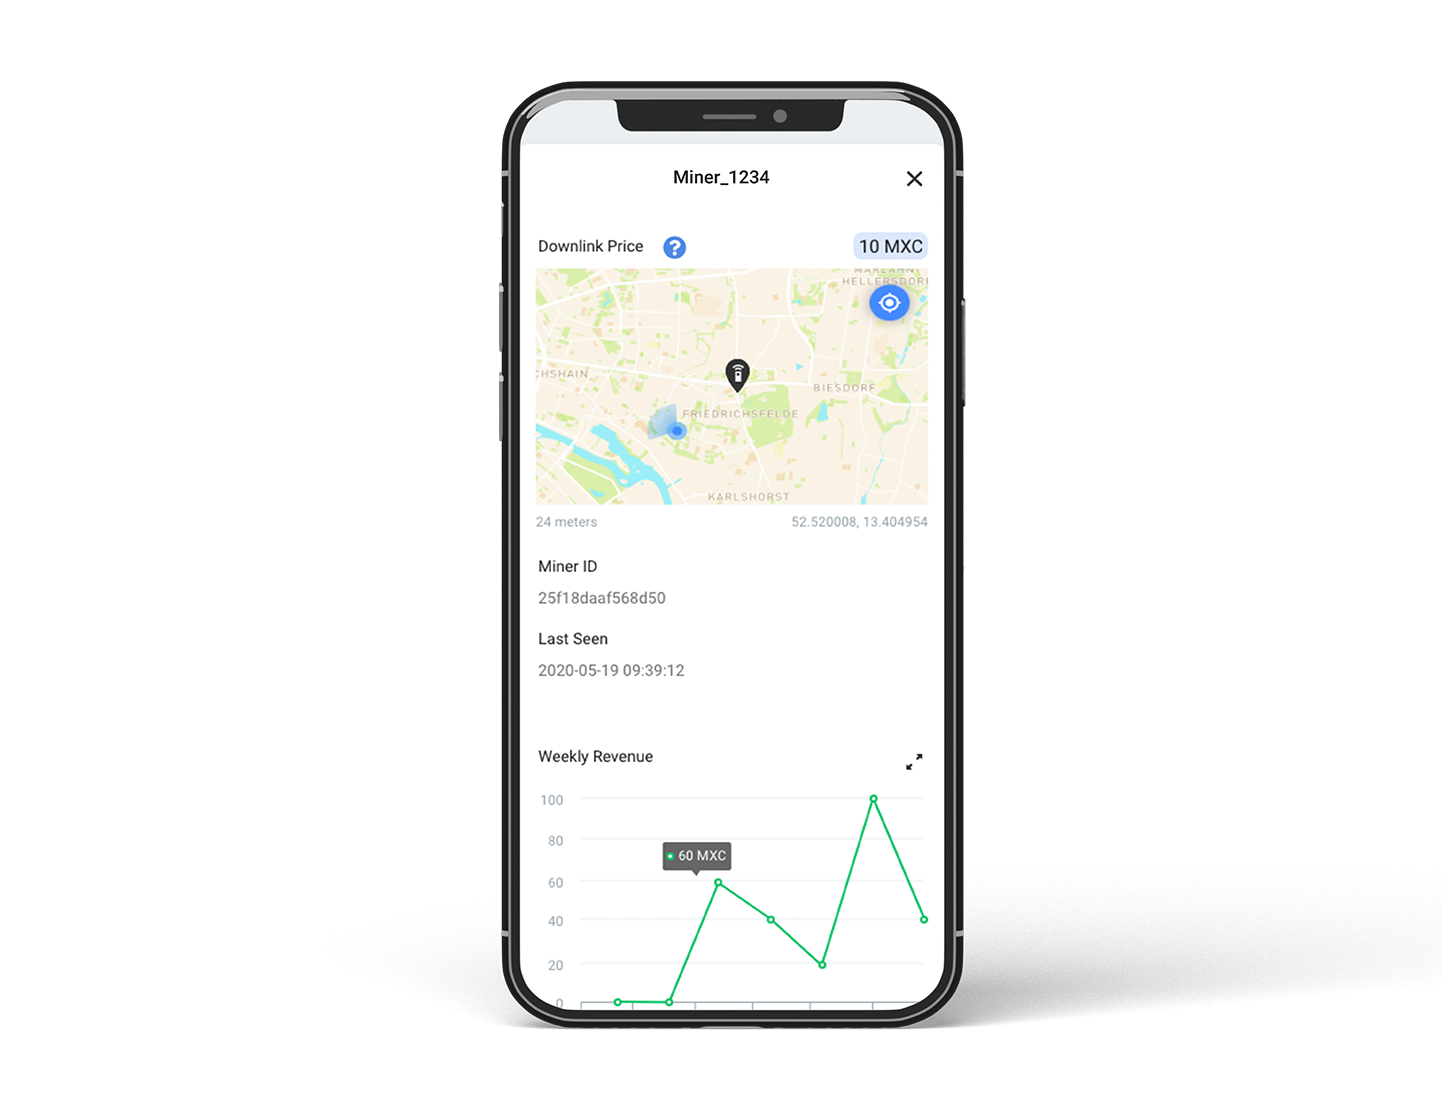 Miner_1234
Downlink Price ? 10 MXC
MARZAHN
HELLERSDORF
CHSHAIN
BIESDORF
FRIEDRICHSFELDE
KARLSHORST
24 meters 52.520008, 13.404954
Miner ID
25f18daaf568d50
Last Seen
2020-05-19 09:39:12
Weekly Revenue
100
80
60 MXC
60
40
20
0